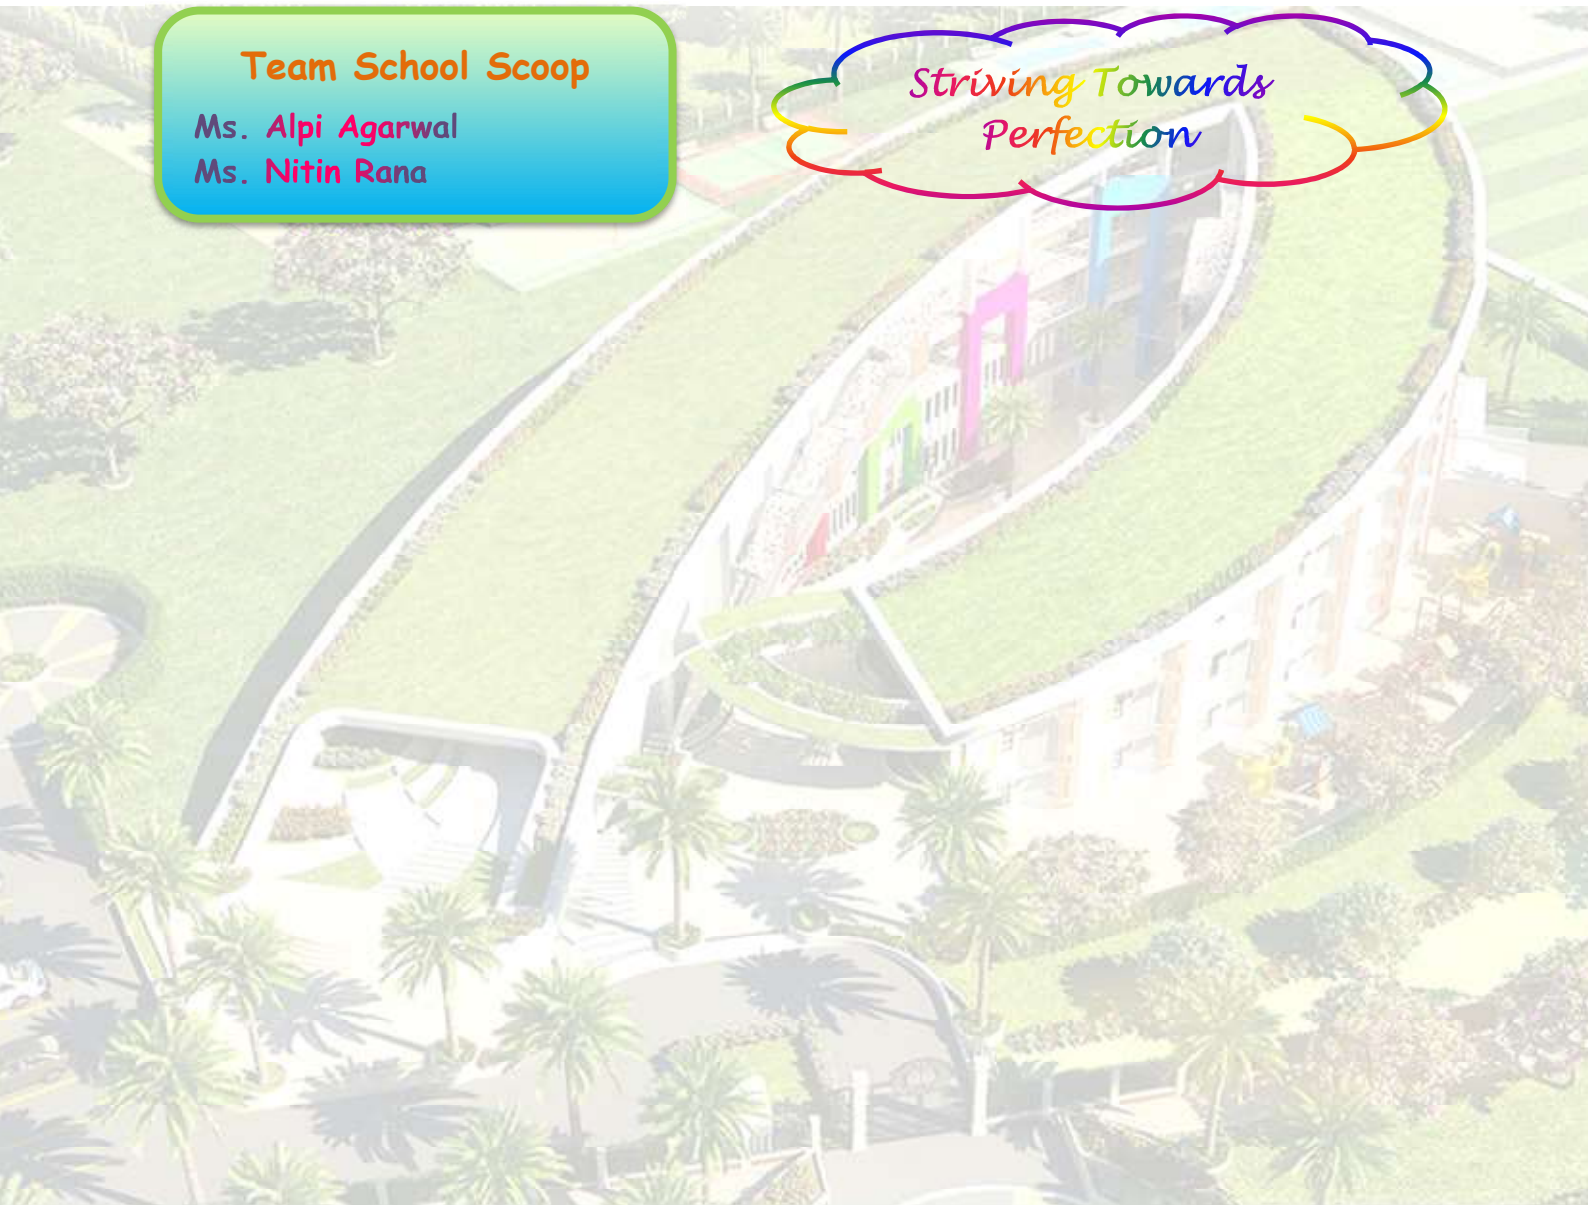 Team School Scoop
Ms. Alpi Agarwal
Ms. Nitin Rana
Striving Towards
Perfection